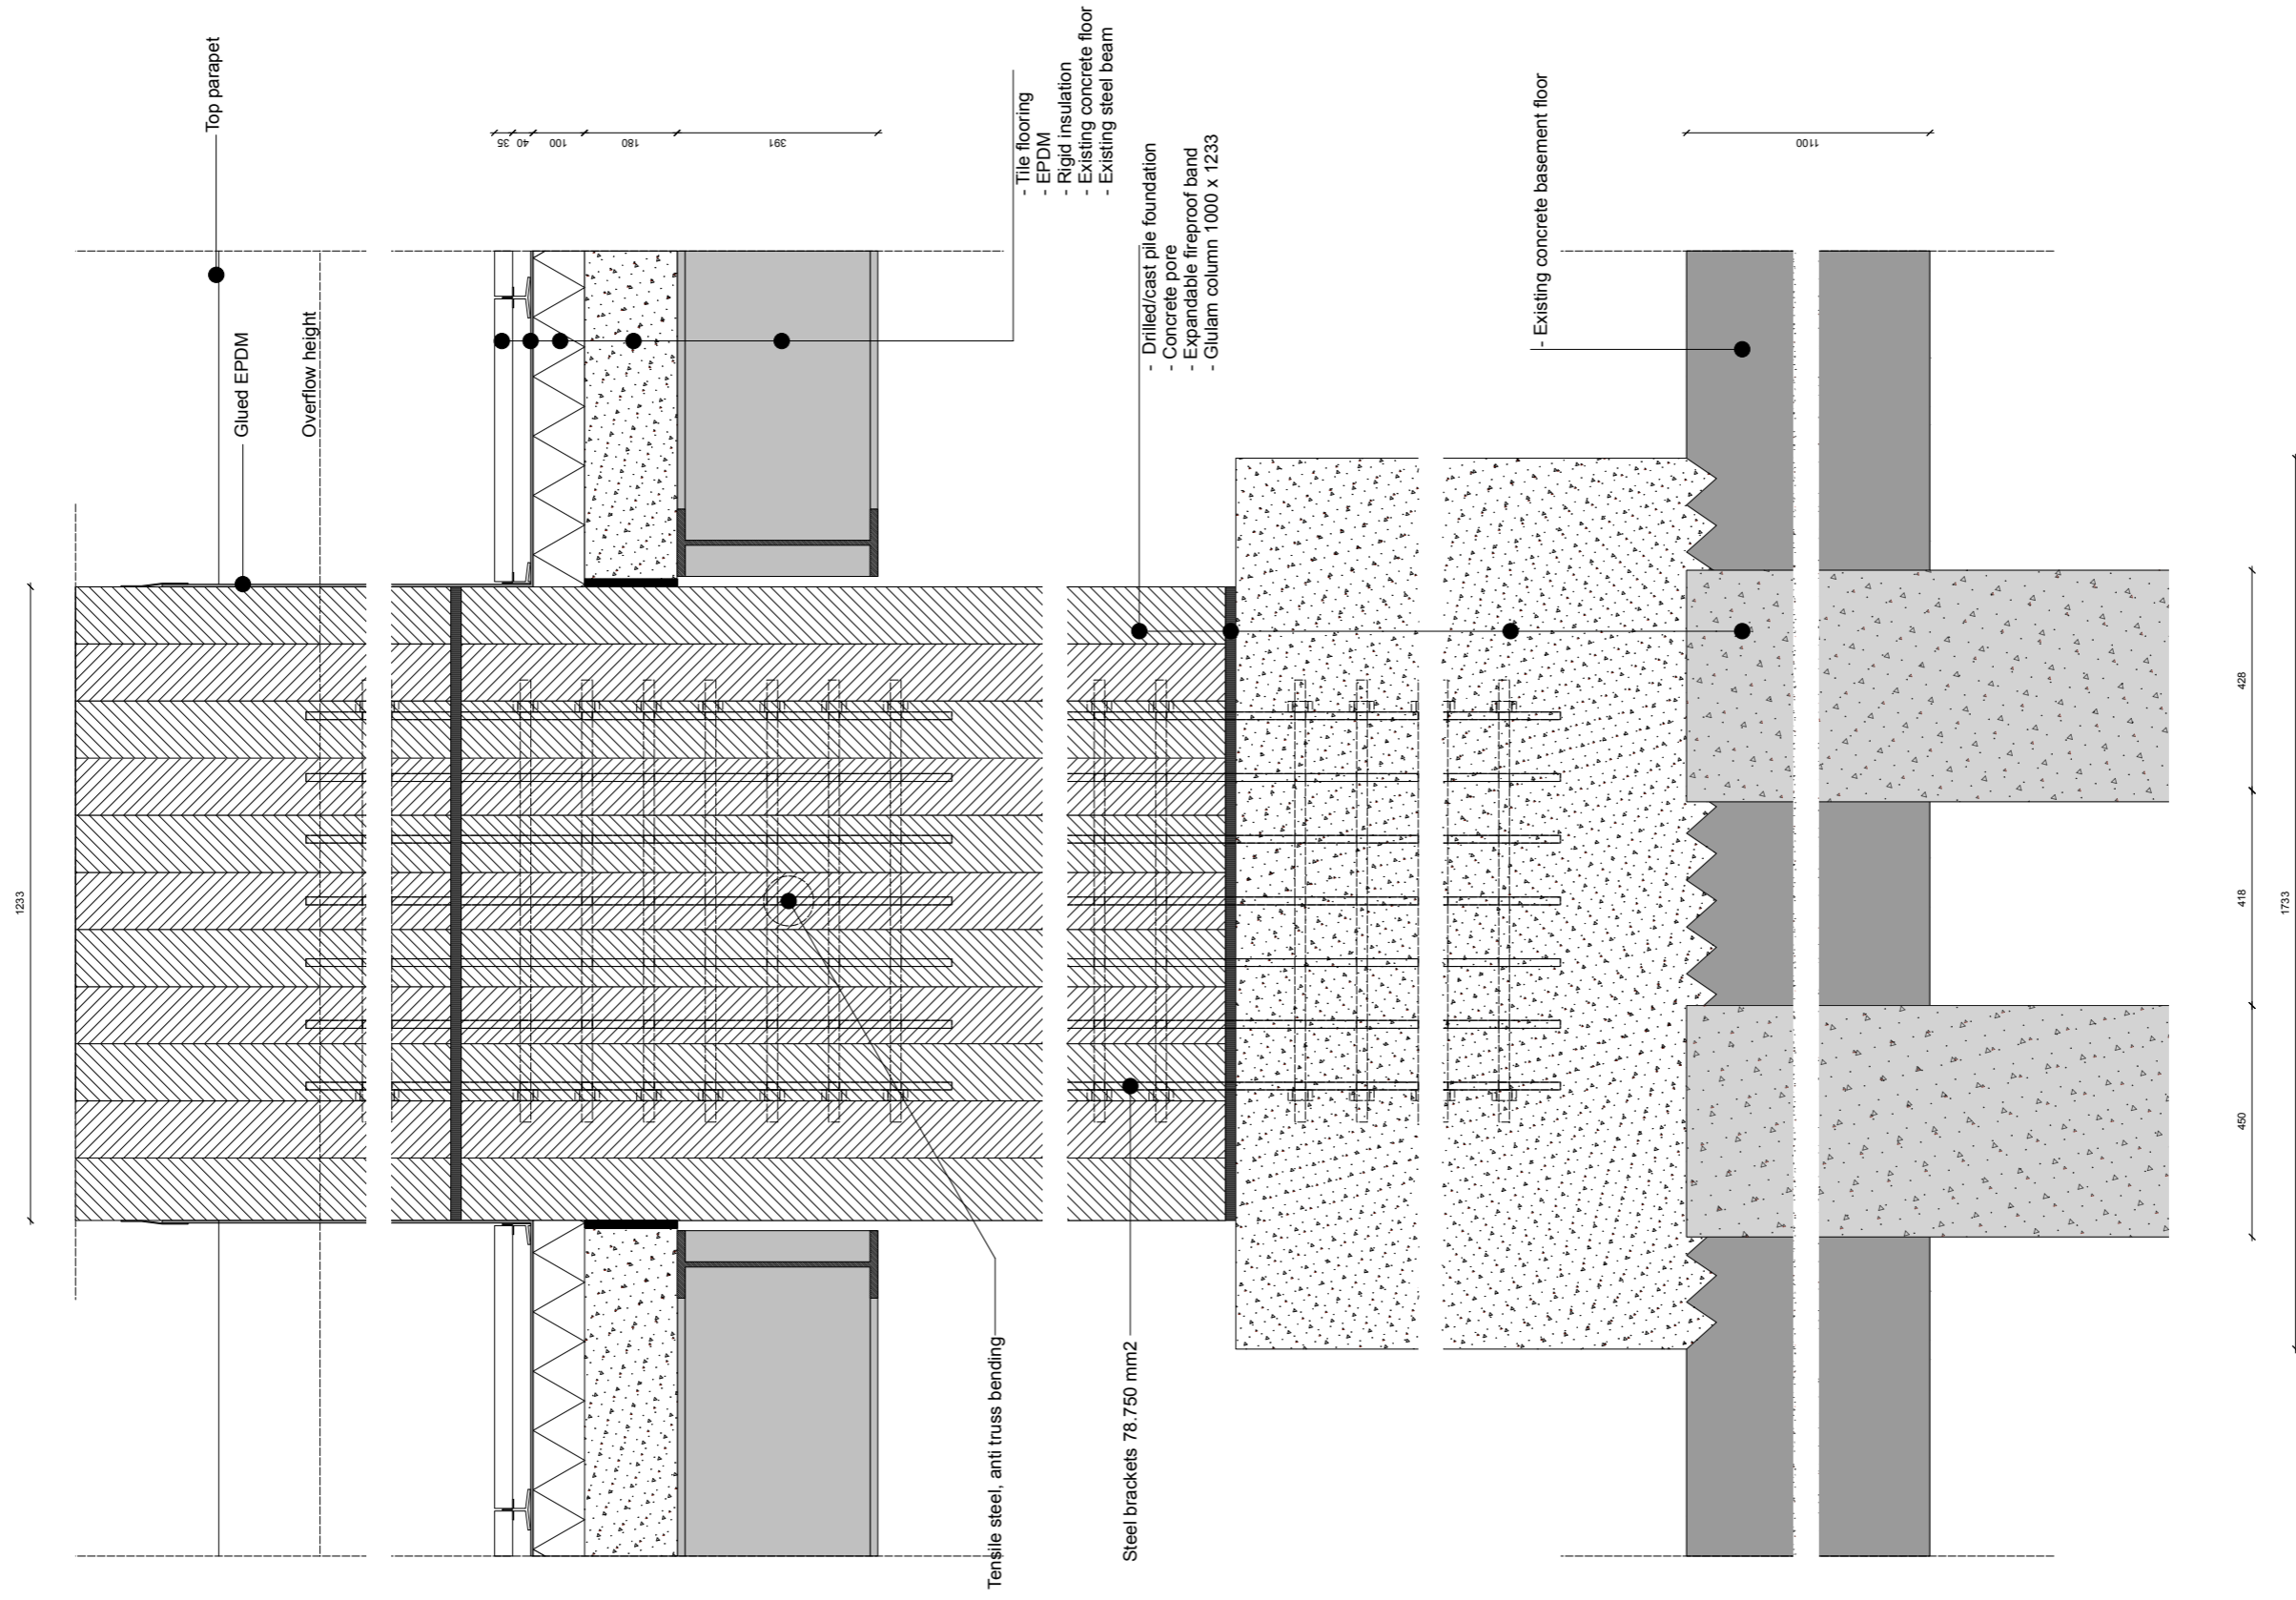 Top parapet
Glued EPDM
Overflow height
35
40
100
180
391
- Tile flooring
- EPDM
- Rigid insulation
- Existing concrete floor
- Existing steel beam
- Drilled/cast pile foundation
- Concrete pore
- Expandable fireproof band
- Glulam column 1000 x 1233
- Existing concrete basement floor
1100
1233
Tensile steel, anti truss bending
Steel brackets 78.750 mm2
428
418
450
1733